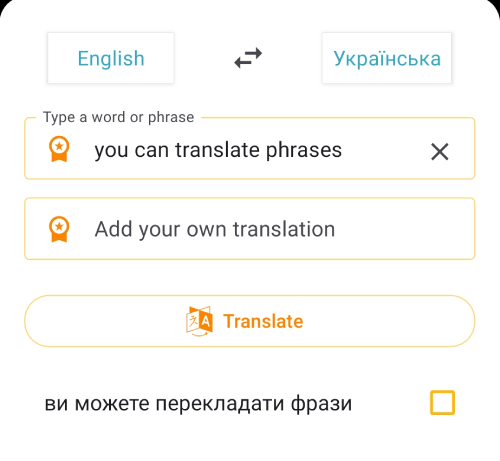 English
Українська
Type a word or phrase
you can translate phrases
Add your own translation
Translate
ви можете перекладати фрази